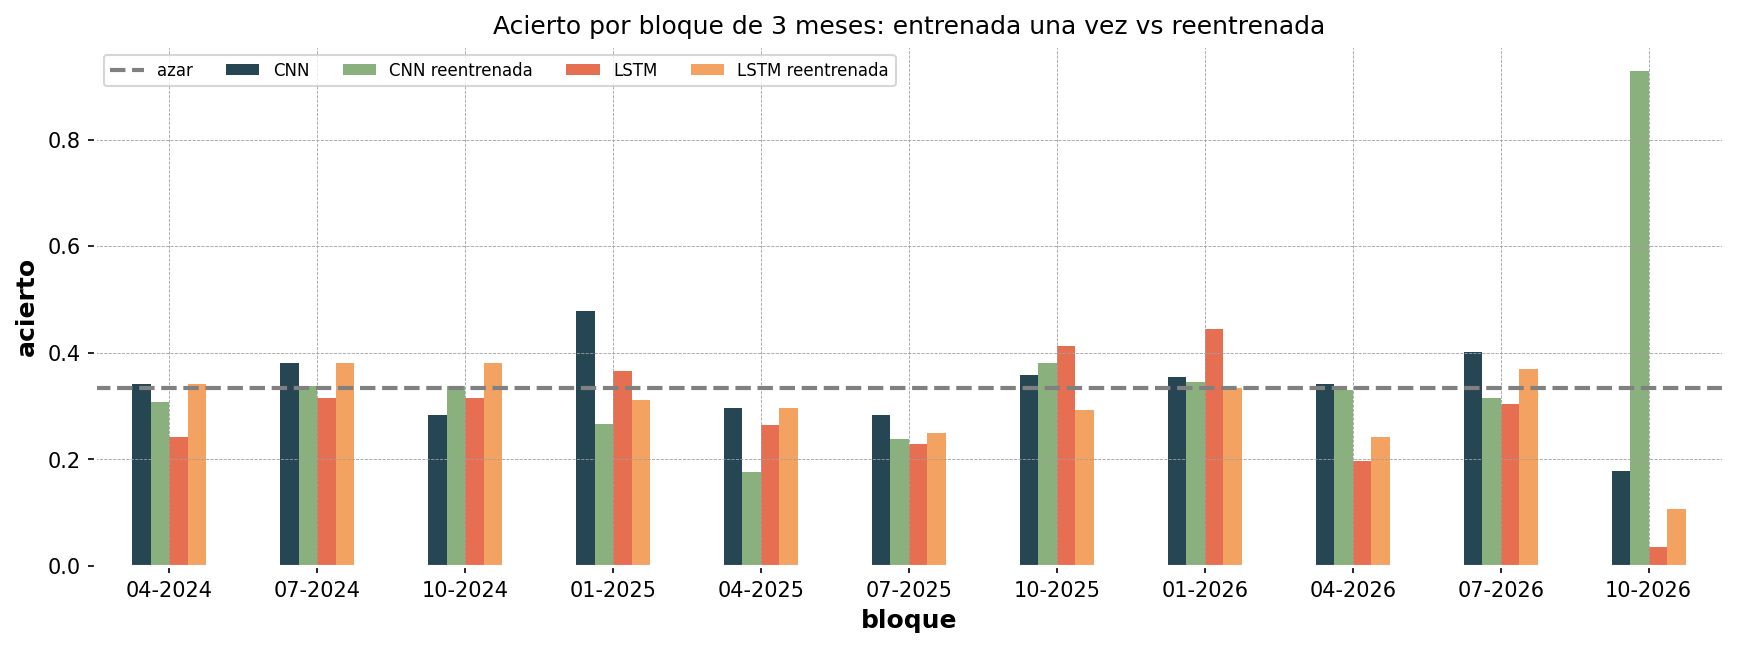 Acierto por bloque de 3 meses: entrenada una vez vs reentrenada
azar CNN CNN reentrenada LSTM LSTM reentrenada
acierto
0.8
0.6
0.4
0.2
0.0
04-2024 07-2024 10-2024 01-2025 04-2025 07-2025 10-2025 01-2026 04-2026 07-2026 10-2026
bloque